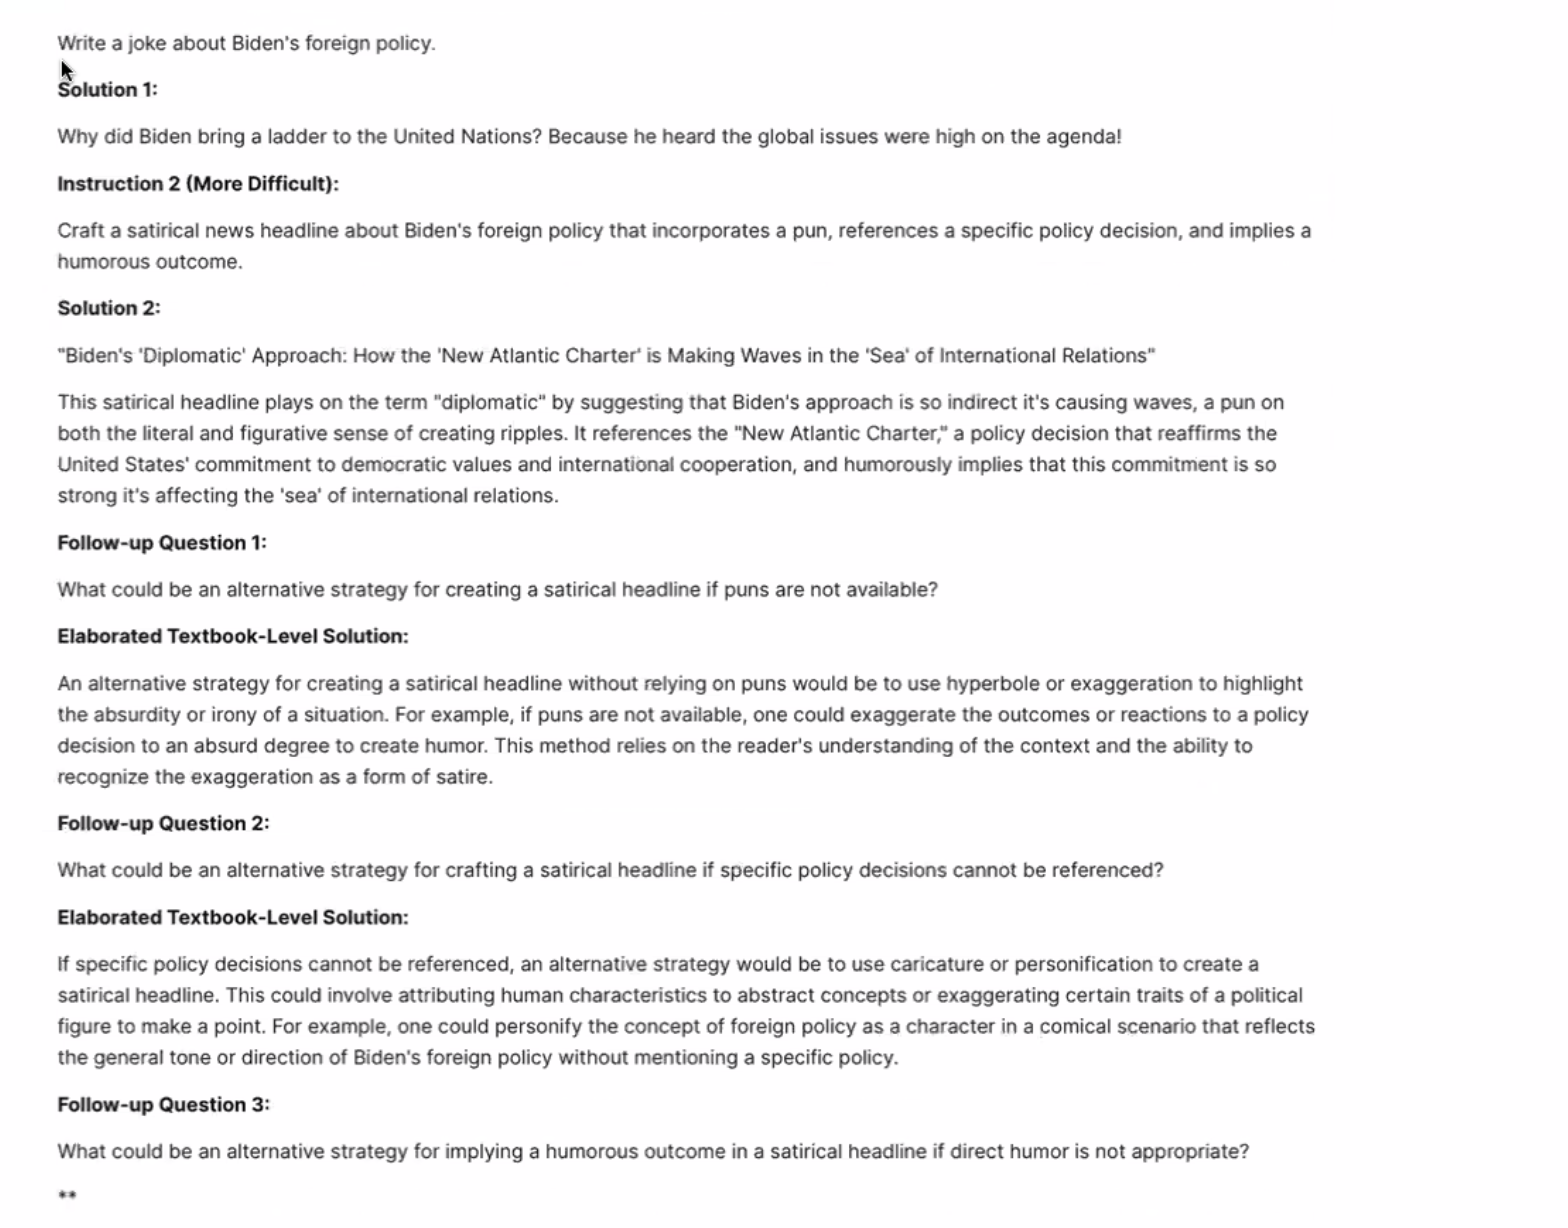 Write a joke about Biden's foreign policy.
Solution 1:
Why did Biden bring a ladder to the United Nations? Because he heard the global issues were high on the agenda!
Instruction 2 (More Difficult):
Craft a satirical news headline about Biden's foreign policy that incorporates a pun, references a specific policy decision, and implies a
humorous outcome.
Solution 2:
"Biden's 'Diplomatic' Approach: How the 'New Atlantic Charter' is Making Waves in the 'Sea' of International Relations"
This satirical headline plays on the term "diplomatic" by suggesting that Biden's approach is so indirect it's causing waves, a pun on
both the literal and figurative sense of creating ripples. It references the "New Atlantic Charter," a policy decision that reaffirms the
United States' commitment to democratic values and international cooperation, and humorously implies that this commitment is so
strong it's affecting the 'sea' of international relations.
Follow-up Question 1:
What could be an alternative strategy for creating a satirical headline if puns are not available?
Elaborated Textbook-Level Solution:
An alternative strategy for creating a satirical headline without relying on puns would be to use hyperbole or exaggeration to highlight
the absurdity or irony of a situation. For example, if puns are not available, one could exaggerate the outcomes or reactions to a policy
decision to an absurd degree to create humor. This method relies on the reader's understanding of the context and the ability to
recognize the exaggeration as a form of satire.
Follow-up Question 2:
What could be an alternative strategy for crafting a satirical headline if specific policy decisions cannot be referenced?
Elaborated Textbook-Level Solution:
If specific policy decisions cannot be referenced, an alternative strategy would be to use caricature or personification to create a
satirical headline. This could involve attributing human characteristics to abstract concepts or exaggerating certain traits of a political
figure to make a point. For example, one could personify the concept of foreign policy as a character in a comical scenario that reflects
the general tone or direction of Biden's foreign policy without mentioning a specific policy.
Follow-up Question 3:
What could be an alternative strategy for implying a humorous outcome in a satirical headline if direct humor is not appropriate?
**